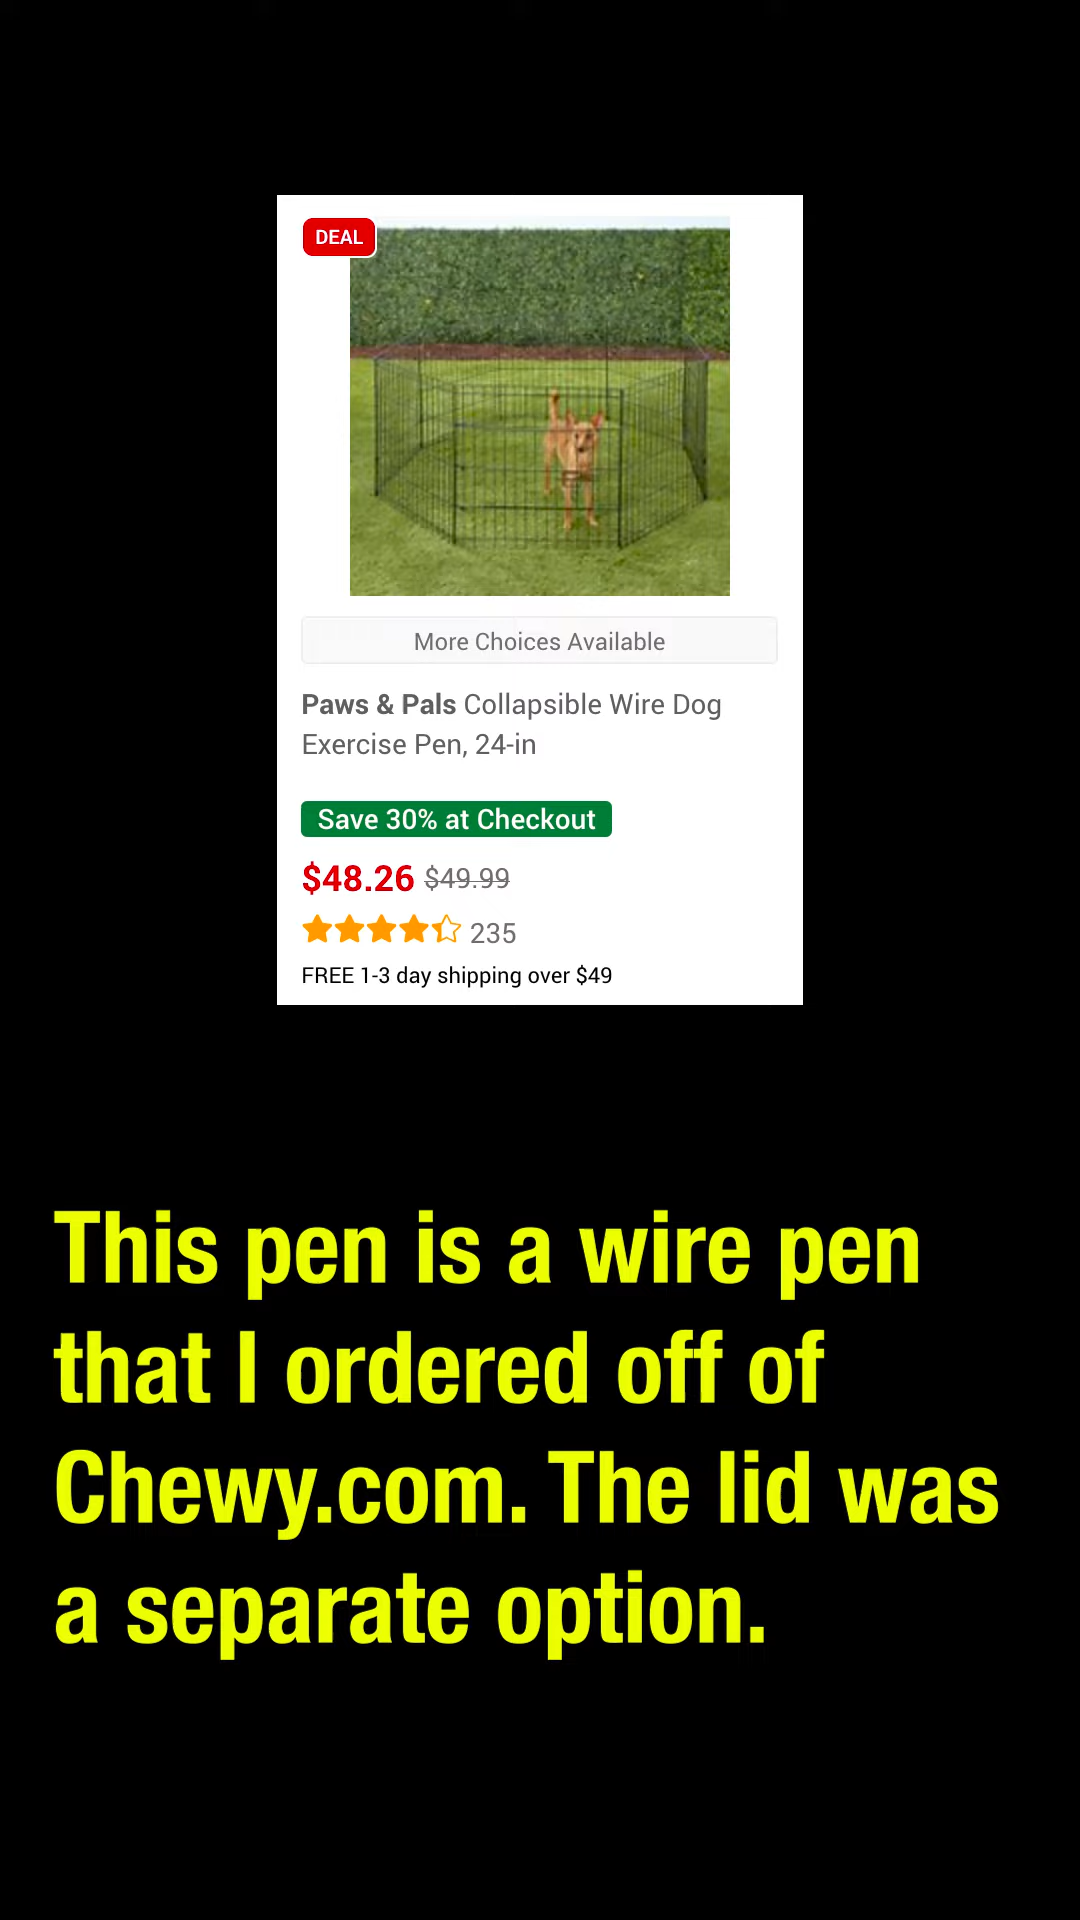 DEAL
More Choices Available
Paws & Pals Collapsible Wire Dog
Exercise Pen, 24-in
Save 30% at Checkout
$48.26 $49.99
235
FREE 1-3 day shipping over $49
This pen is a wire pen
that I ordered off of
Chewy.com. The lid was
a separate option.